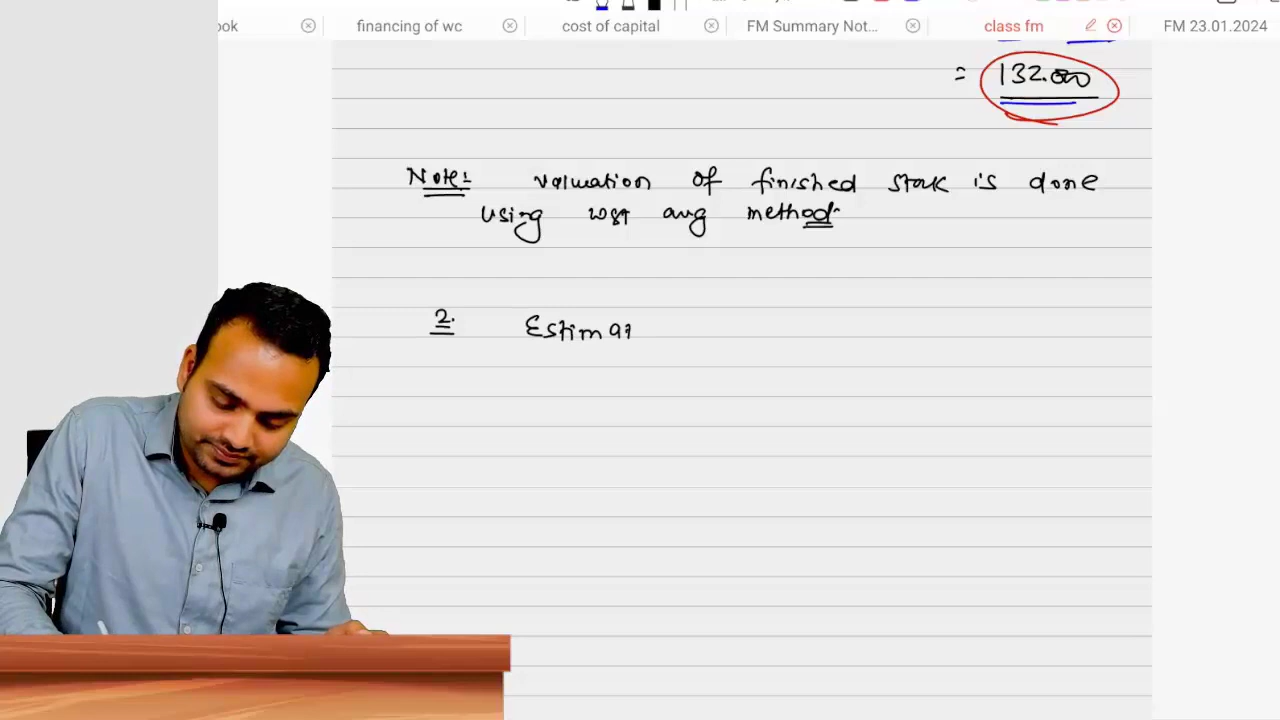 ook financing of wc cost of capital FM Summary Not... class fm FM 23.01.2024
= 132.000
Note: valuation of finished stock is done
using wgt avg method.
2. Estimat